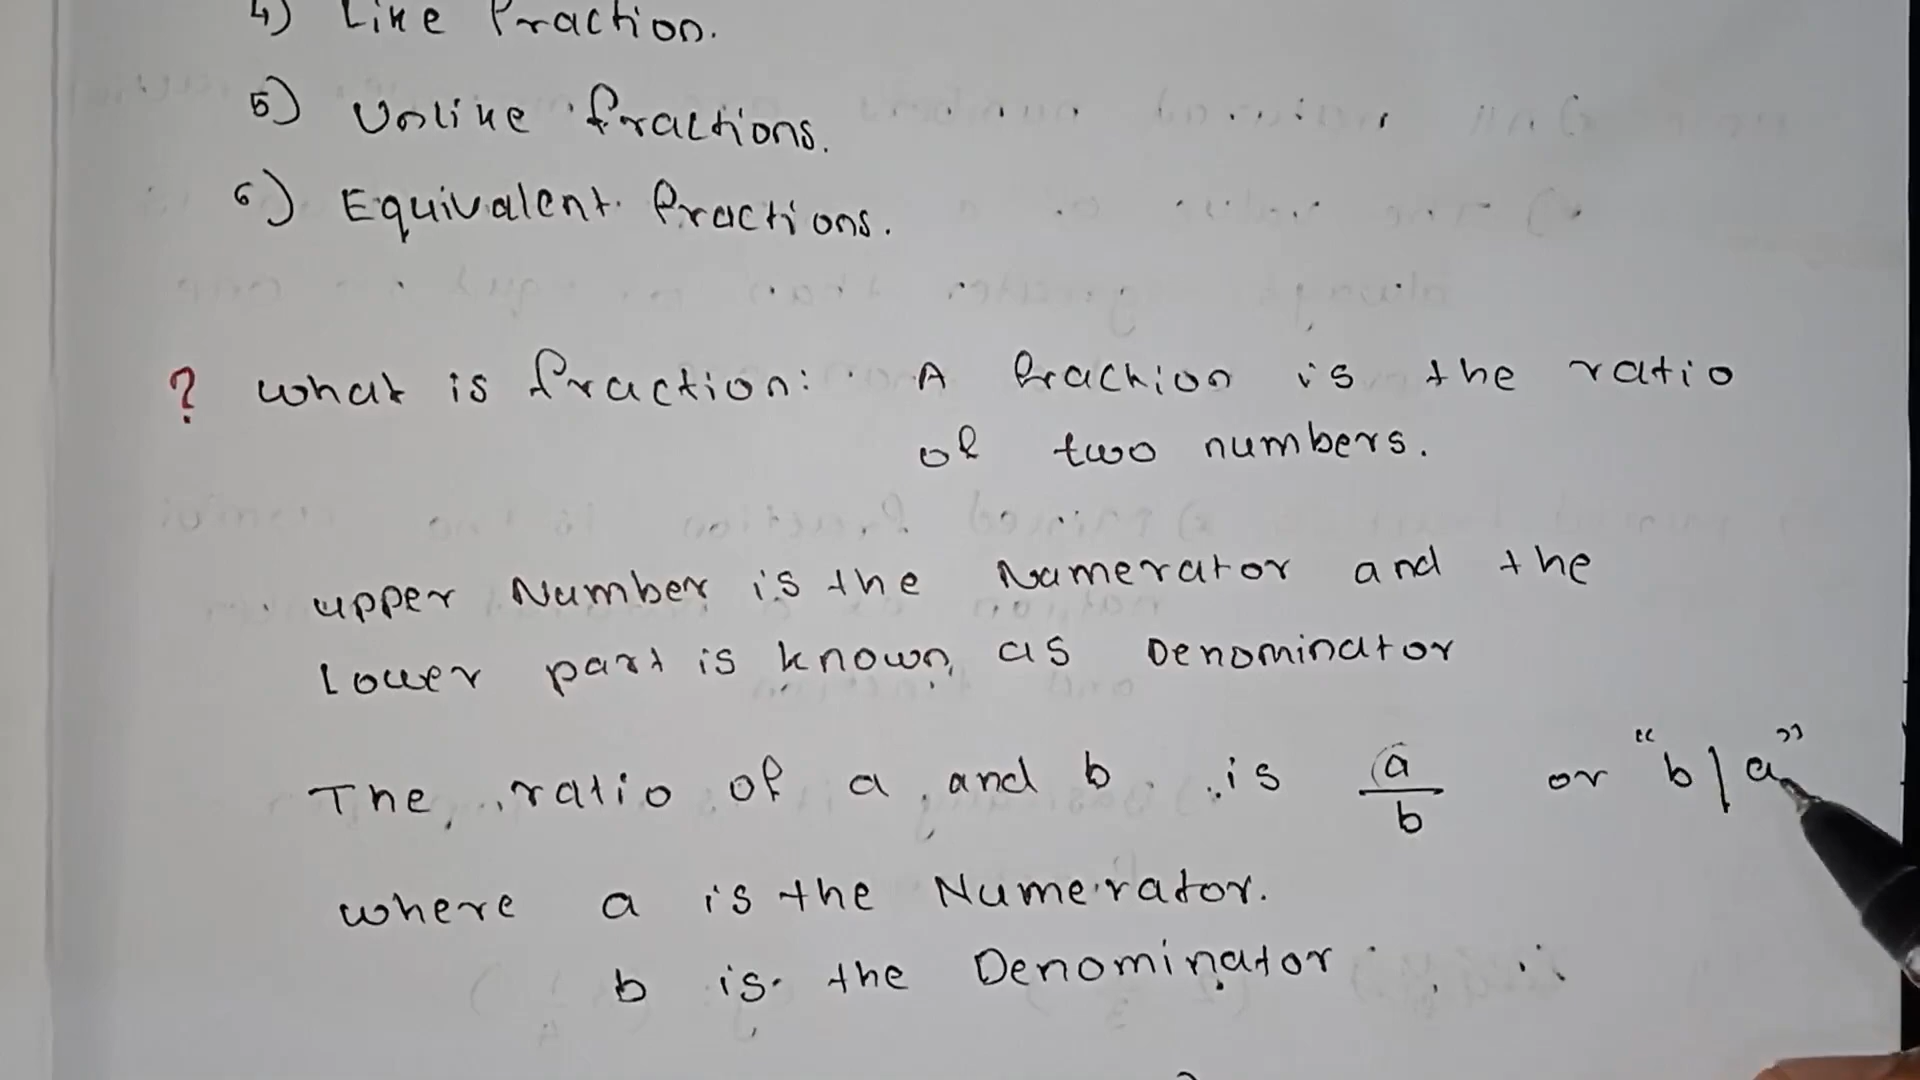 4) Like Fraction.
5) Unlike fractions.
6) Equivalent fractions.
? what is fraction: A fraction is the ratio
of two numbers.
upper Number is the Numerator and the
Lower part is known as Denominator
The ratio of a and b is a/b or "b/a"
where a is the Numerator.
b is the Denominator